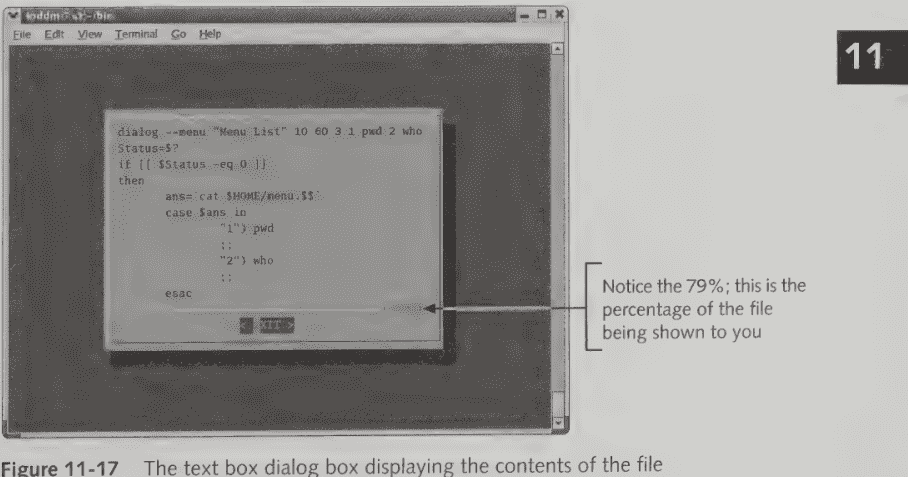 File Edit View Terminal Go Help
11
dialog --menu "Menu List" 10 60 3 1 pwd 2 who
Status=$?
if [[ $Status -eq 0 ]]
then
ans=`cat $HOME/menu.$$`
case $ans in
"1") pwd
;;
"2") who
;;
esac
< XIT >
Notice the 79%; this is the
percentage of the file
being shown to you
Figure 11-17 The text box dialog box displaying the contents of the file